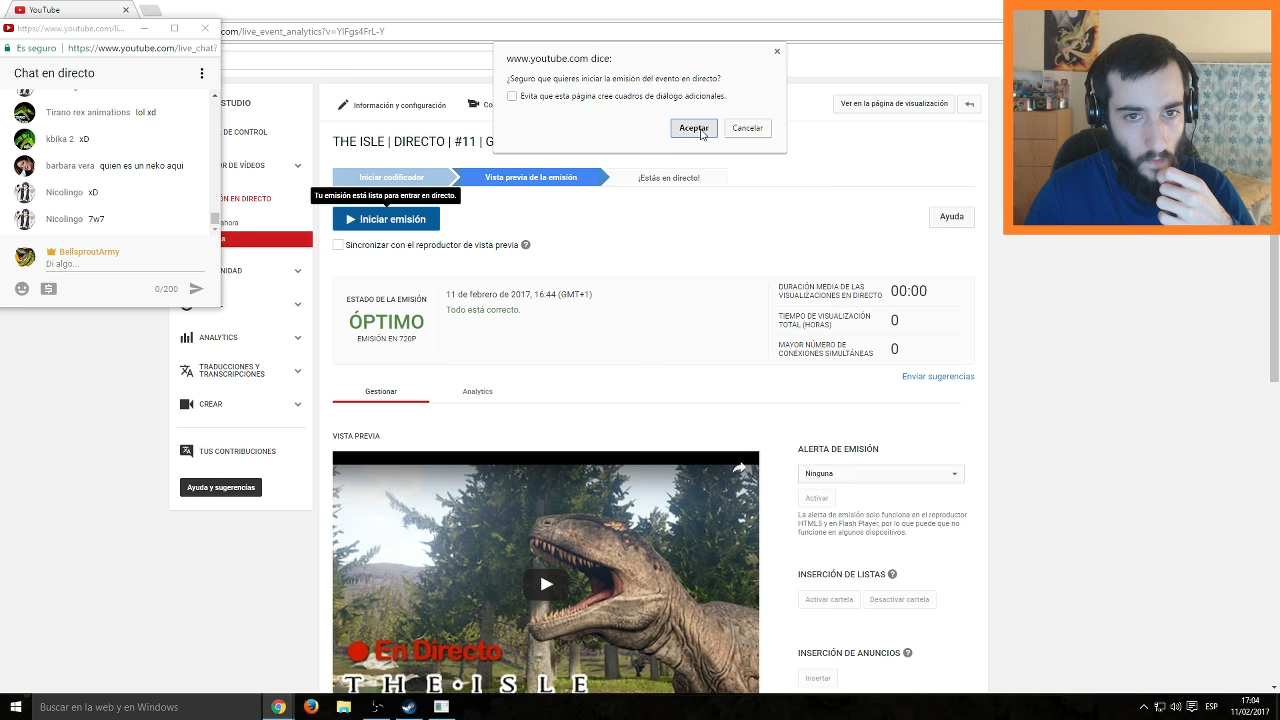 YouTube
https://www.youtube.com/li...
Es seguro
https://www.youtube.com/live_chat?
.com/live_event_analytics?v=YlFgs4FrL-Y
Chat en directo
Tirano rex animations lol xd
kbika 2 xD
barbara vera quien es un neko aqui
Nicolingo xD
Nicolingo 7w7
BellsproutArmy
Di algo...
0/200
STUDIO
DE CONTROL
OR DE VÍDEOS
ÓN EN DIRECTO
ahora
s
NIDAD
ANALYTICS
TRADUCCIONES Y
TRANSCRIPCIONES
CREAR
TUS CONTRIBUCIONES
Ayuda y sugerencias
www.youtube.com dice:
¿Seguro que quieres iniciar la emisión del evento en directo?
Evita que esta página cree cuadros de diálogo adicionales.
Aceptar
Cancelar
Información y configuración
Co
Ver en la página de visualización
THE ISLE | DIRECTO | #11 | G
Iniciar codificador
Vista previa de la emisión
¡Estás en directo!
Tu emisión está lista para entrar en directo.
Iniciar emisión
Ayuda
Sincronizar con el reproductor de vista previa
ESTADO DE LA EMISIÓN
ÓPTIMO
EMISIÓN EN 720P
11 de febrero de 2017, 16:44 (GMT+1)
Todo está correcto.
DURACIÓN MEDIA DE LAS
VISUALIZACIONES EN DIRECTO
00:00
TIEMPO DE VISUALIZACIÓN
TOTAL (HORAS)
0
MAYOR NÚMERO DE
CONEXIONES SIMULTÁNEAS
0
Enviar sugerencias
Gestionar
Analytics
VISTA PREVIA
En Directo
THE•ISLE
ALERTA DE EMISIÓN
Ninguna
Activar
La alerta de emisión solo funciona en el reproductor
HTML5 y en Flash Player, por lo que puede que no
funcione en algunos dispositivos.
INSERCIÓN DE LISTAS
Activar cartela
Desactivar cartela
INSERCIÓN DE ANUNCIOS
Insertar
Buscar en la web y en Windows
ESP
17:04
11/02/2017